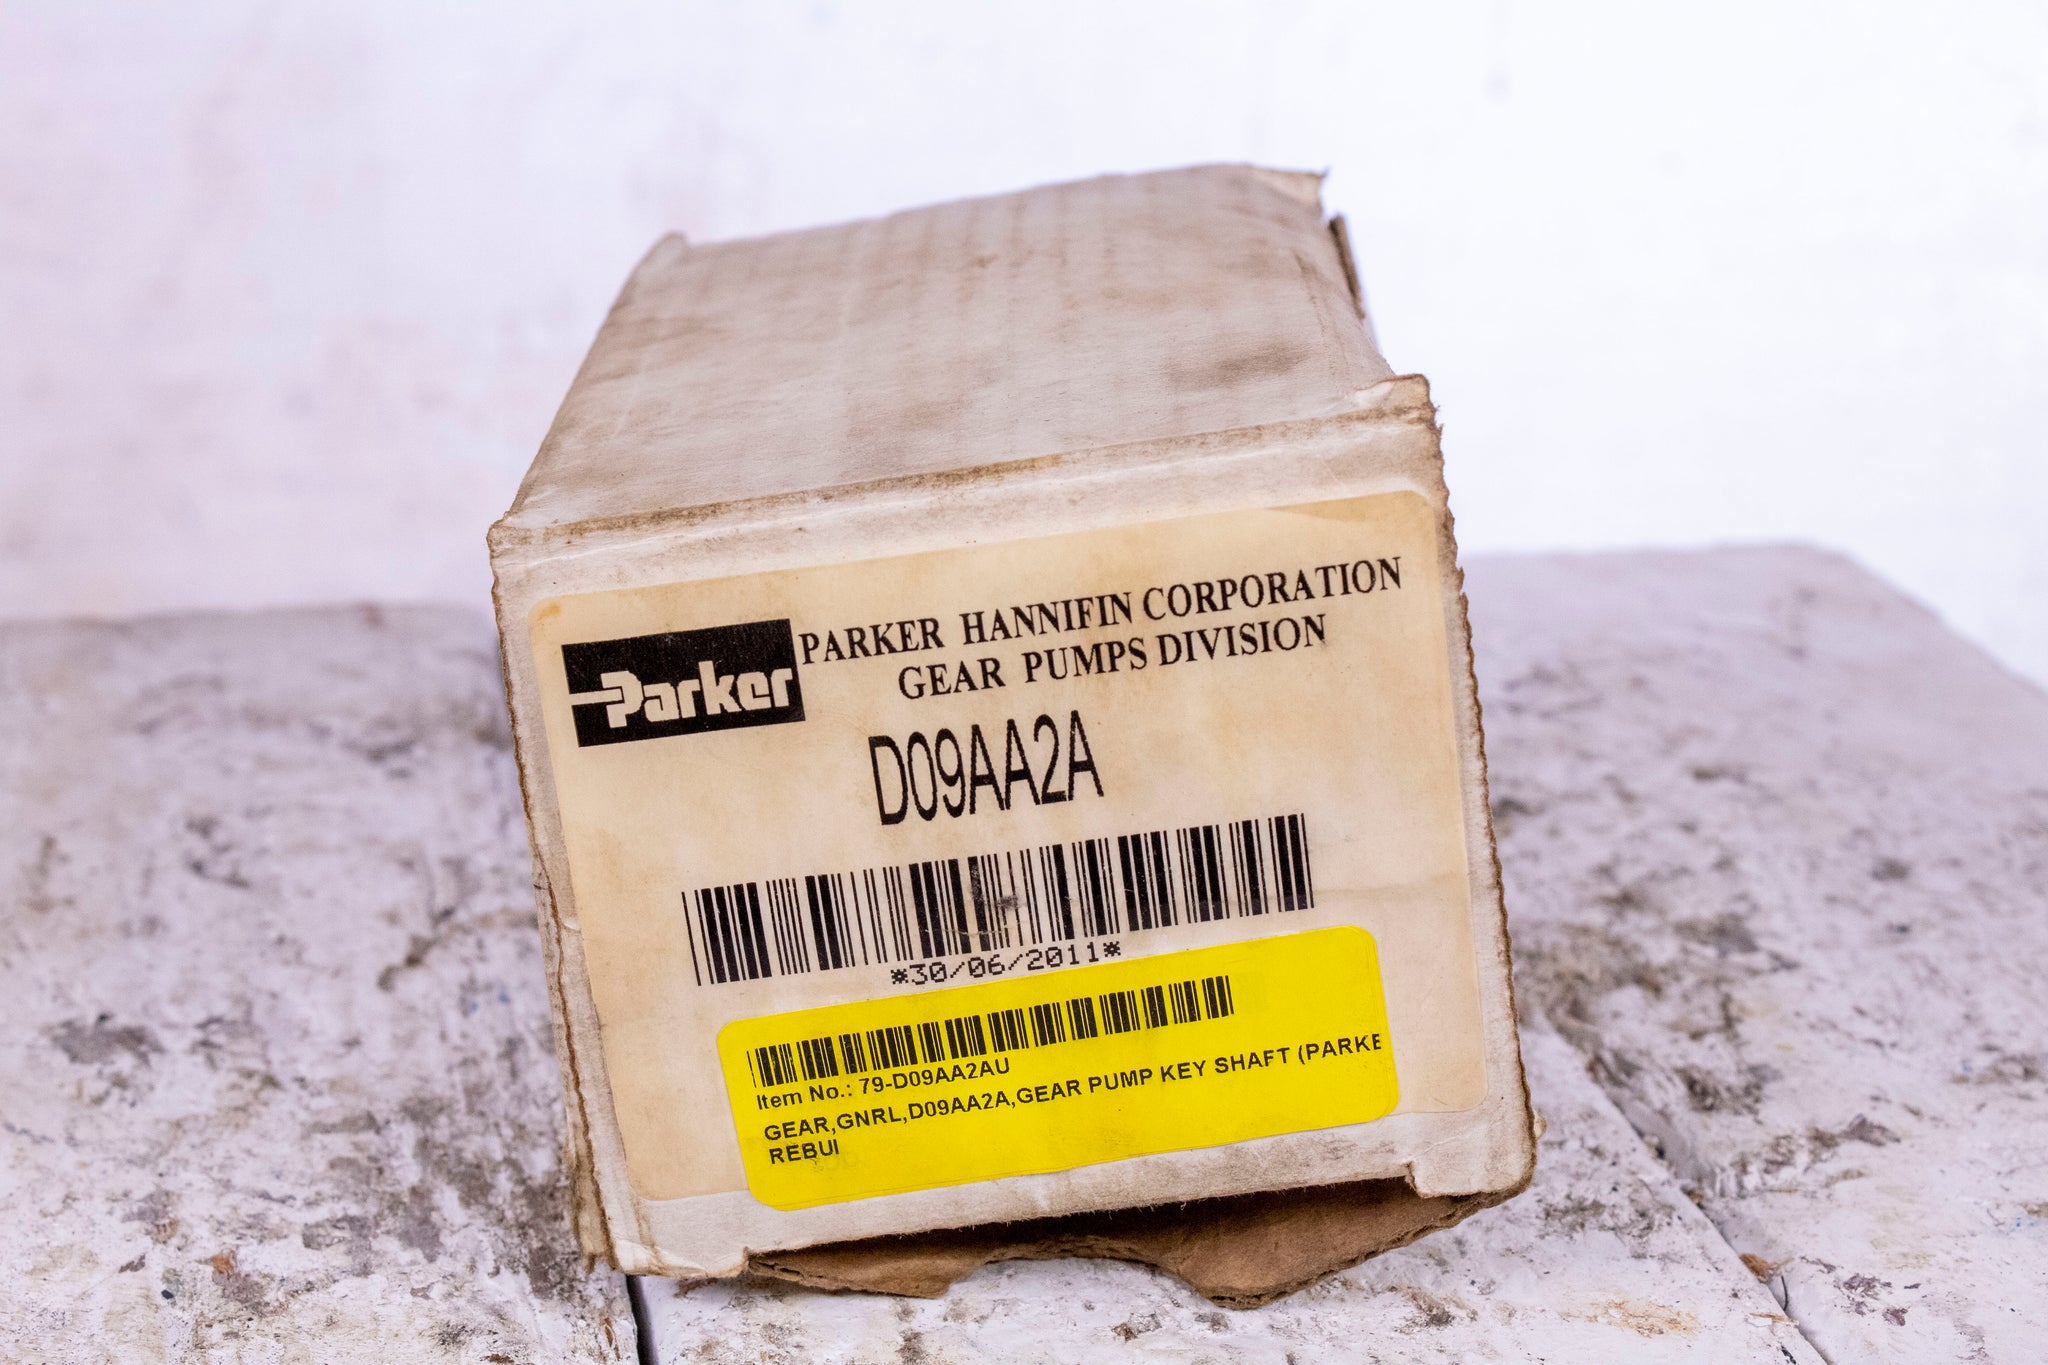 Parker
PARKER HANNIFIN CORPORATION
GEAR PUMPS DIVISION
D09AA2A
*30/06/2011*
Item No.: 79-D09AA2AU
GEAR,GNRL,D09AA2A,GEAR PUMP KEY SHAFT (PARKE
REBUI